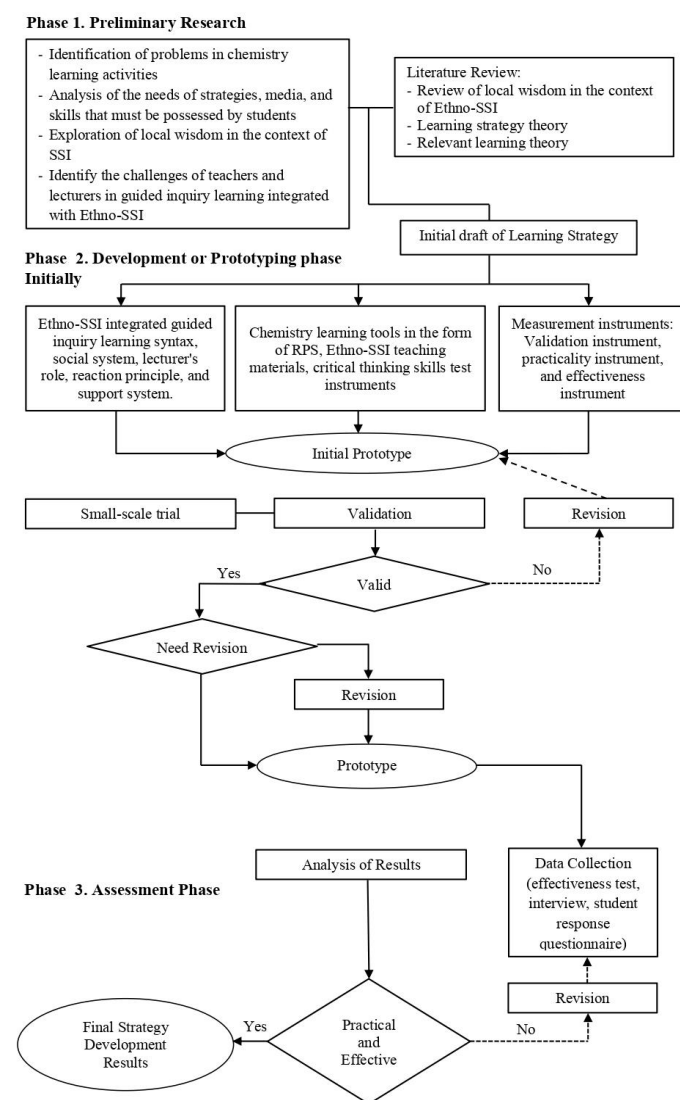 Phase 1. Preliminary Research
- Identification of problems in chemistry
learning activities
- Analysis of the needs of strategies, media, and
skills that must be possessed by students
- Exploration of local wisdom in the context of
SSI
- Identify the challenges of teachers and
lecturers in guided inquiry learning integrated
with Ethno-SSI
Literature Review:
- Review of local wisdom in the context
of Ethno-SSI
- Learning strategy theory
- Relevant learning theory
Initial draft of Learning Strategy
Phase 2. Development or Prototyping phase
Initially
Ethno-SSI integrated guided
inquiry learning syntax,
social system, lecturer's
role, reaction principle, and
support system.
Chemistry learning tools in the form
of RPS, Ethno-SSI teaching
materials, critical thinking skills test
instruments
Measurement instruments:
Validation instrument,
practicality instrument,
and effectiveness
instrument
Initial Prototype
Small-scale trial
Validation
Revision
Yes
Valid
No
Need Revision
Revision
Prototype
Analysis of Results
Data Collection
(effectiveness test,
interview, student
response
questionnaire)
Phase 3. Assessment Phase
Revision
Final Strategy
Development
Results
Yes
Practical
and
Effective
No